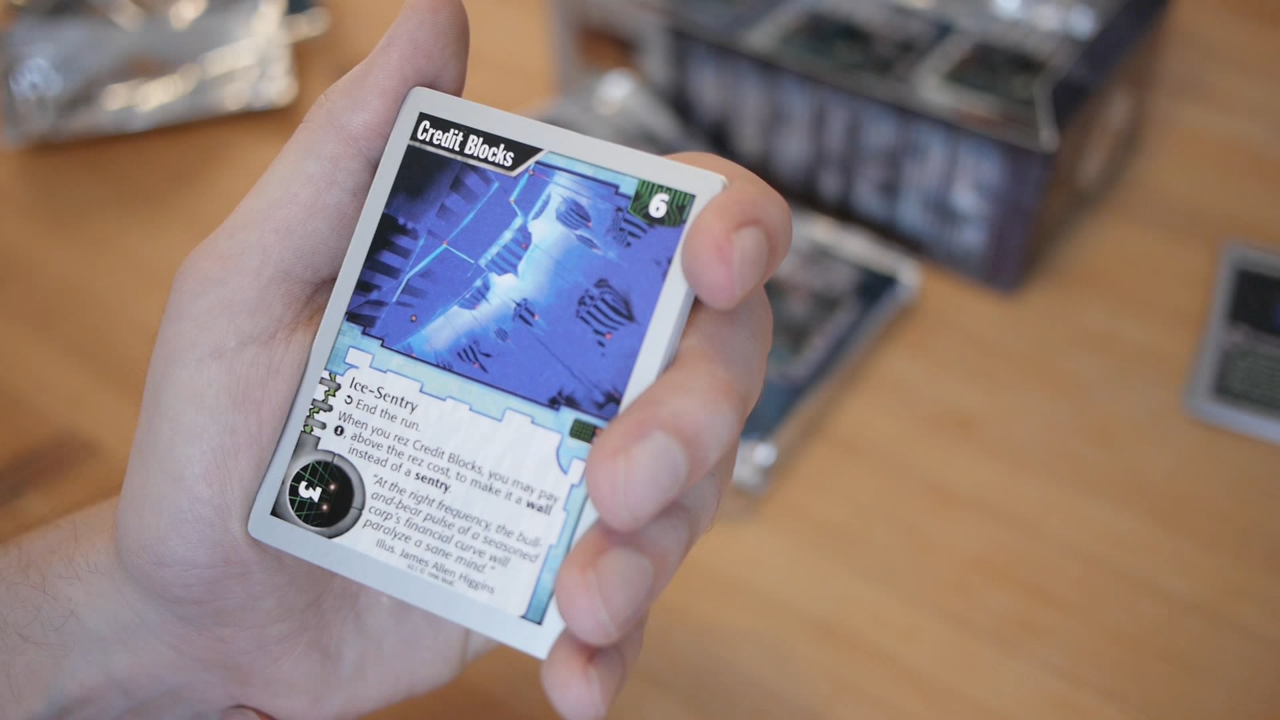 Credit Blocks
6
Ice-Sentry
End the run.
When you rez Credit Blocks, you may pay
1, above the rez cost, to make it a wall
instead of a sentry.
3
"At the right frequency, the bull-
and-bear pulse of a seasoned
corp's financial curve will
paralyze a sane mind."
Illus. James Allen Higgins